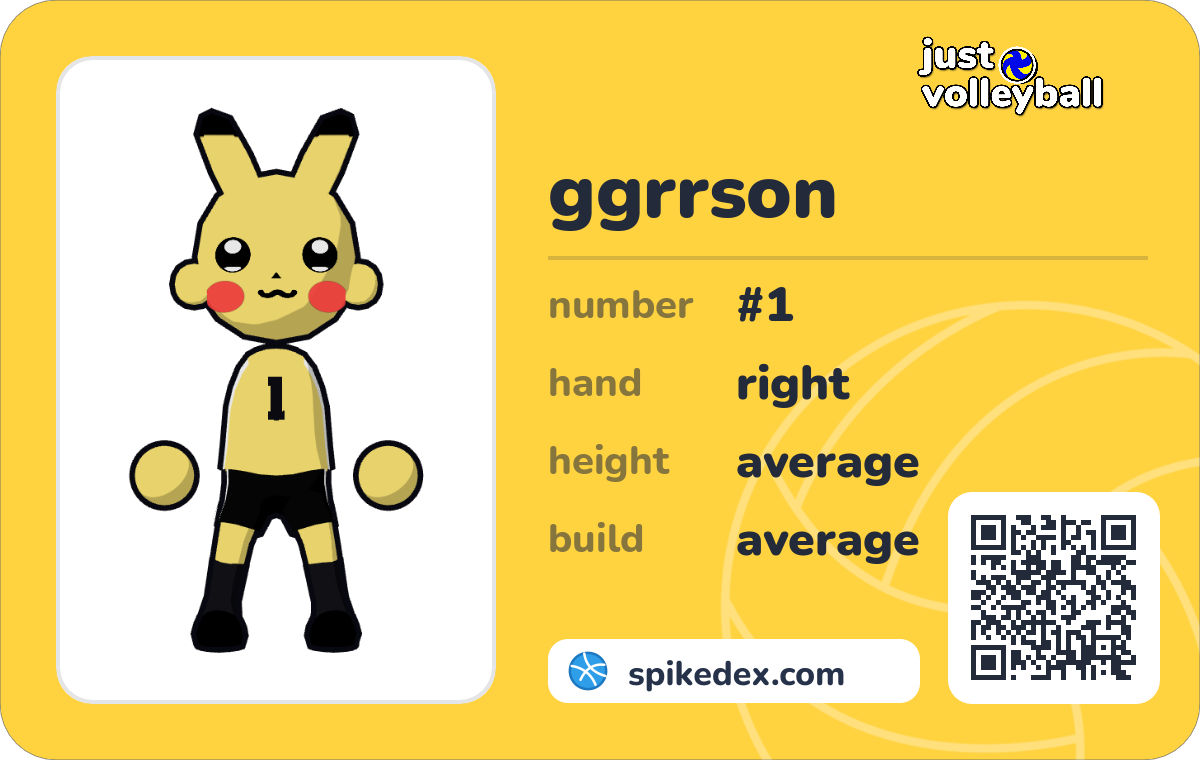 just
volleyball
ggrrson
number #1
hand right
height average
build average
1
spikedex.com